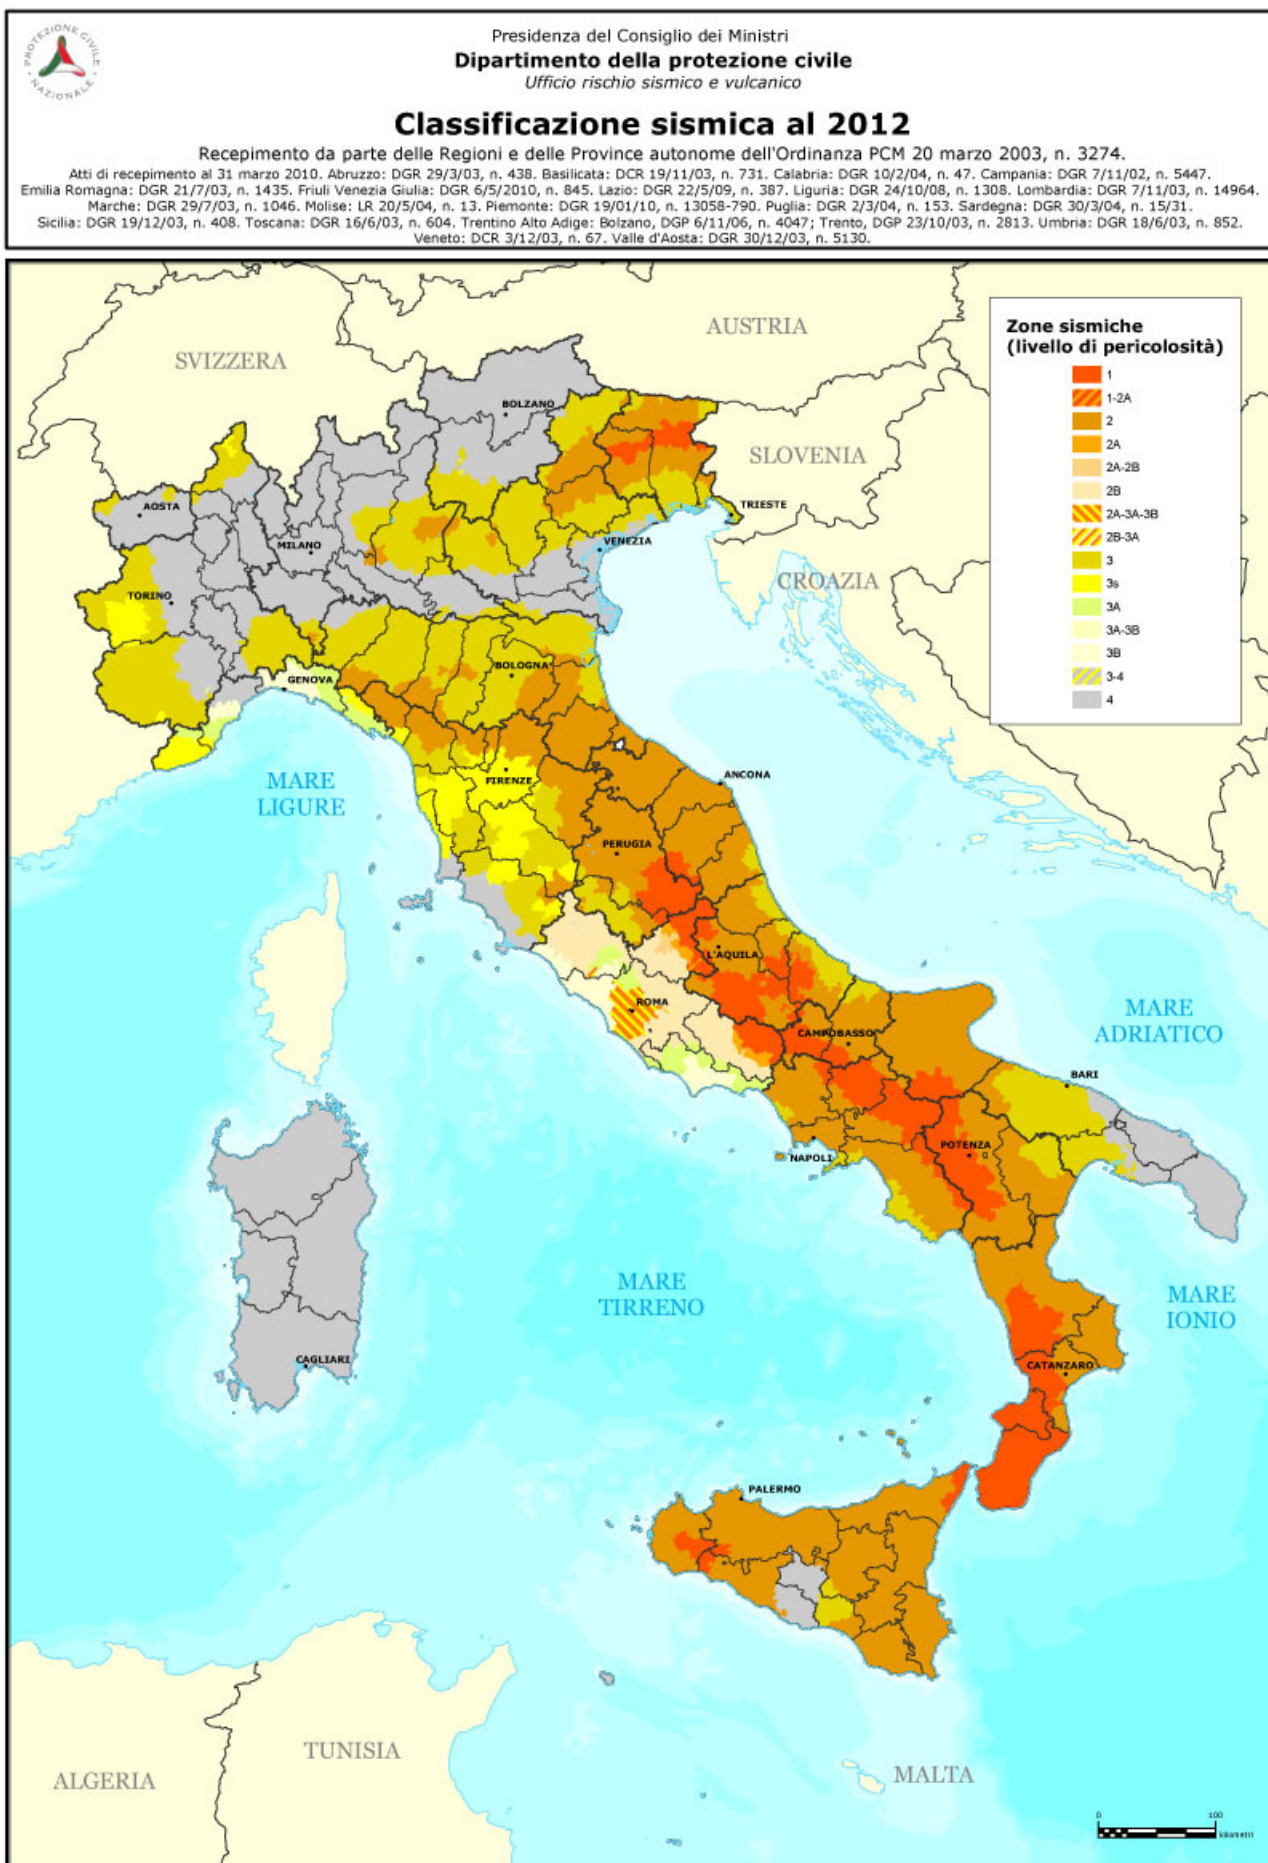 PROTEZIONE CIVILE
NAZIONALE
Presidenza del Consiglio dei Ministri
Dipartimento della protezione civile
Ufficio rischio sismico e vulcanico
Classificazione sismica al 2012
Recepimento da parte delle Regioni e delle Province autonome dell'Ordinanza PCM 20 marzo 2003, n. 3274.
Atti di recepimento al 31 marzo 2010. Abruzzo: DGR 29/3/03, n. 438. Basilicata: DCR 19/11/03, n. 731. Calabria: DGR 10/2/04, n. 47. Campania: DGR 7/11/02, n. 5447.
Emilia Romagna: DGR 21/7/03, n. 1435. Friuli Venezia Giulia: DGR 6/5/2010, n. 845. Lazio: DGR 22/5/09, n. 387. Liguria: DGR 24/10/08, n. 1308. Lombardia: DGR 7/11/03, n. 14964.
Marche: DGR 29/7/03, n. 1046. Molise: LR 20/5/04, n. 13. Piemonte: DGR 19/01/10, n. 13058-790. Puglia: DGR 2/3/04, n. 153. Sardegna: DGR 30/3/04, n. 15/31.
Sicilia: DGR 19/12/03, n. 408. Toscana: DGR 16/6/03, n. 604. Trentino Alto Adige: Bolzano, DGP 6/11/06, n. 4047; Trento, DGP 23/10/03, n. 2813. Umbria: DGR 18/6/03, n. 852.
Veneto: DCR 3/12/03, n. 67. Valle d'Aosta: DGR 30/12/03, n. 5130.
Zone sismiche
(livello di pericolosità)
1
1-2A
2
2A
2A-2B
2B
2A-3A-3B
2B-3A
3
3s
3A
3A-3B
3B
3-4
4
AUSTRIA
SVIZZERA
BOLZANO
SLOVENIA
AOSTA
TRIESTE
MILANO
VENEZIA
CROAZIA
TORINO
BOLOGNA
GENOVA
MARE
LIGURE
FIRENZE
ANCONA
PERUGIA
L'AQUILA
ROMA
MARE
ADRIATICO
CAMPOBASSO
BARI
POTENZA
NAPOLI
MARE
TIRRENO
MARE
IONIO
CAGLIARI
CATANZARO
PALERMO
TUNISIA
ALGERIA
MALTA
0
100
kilometri